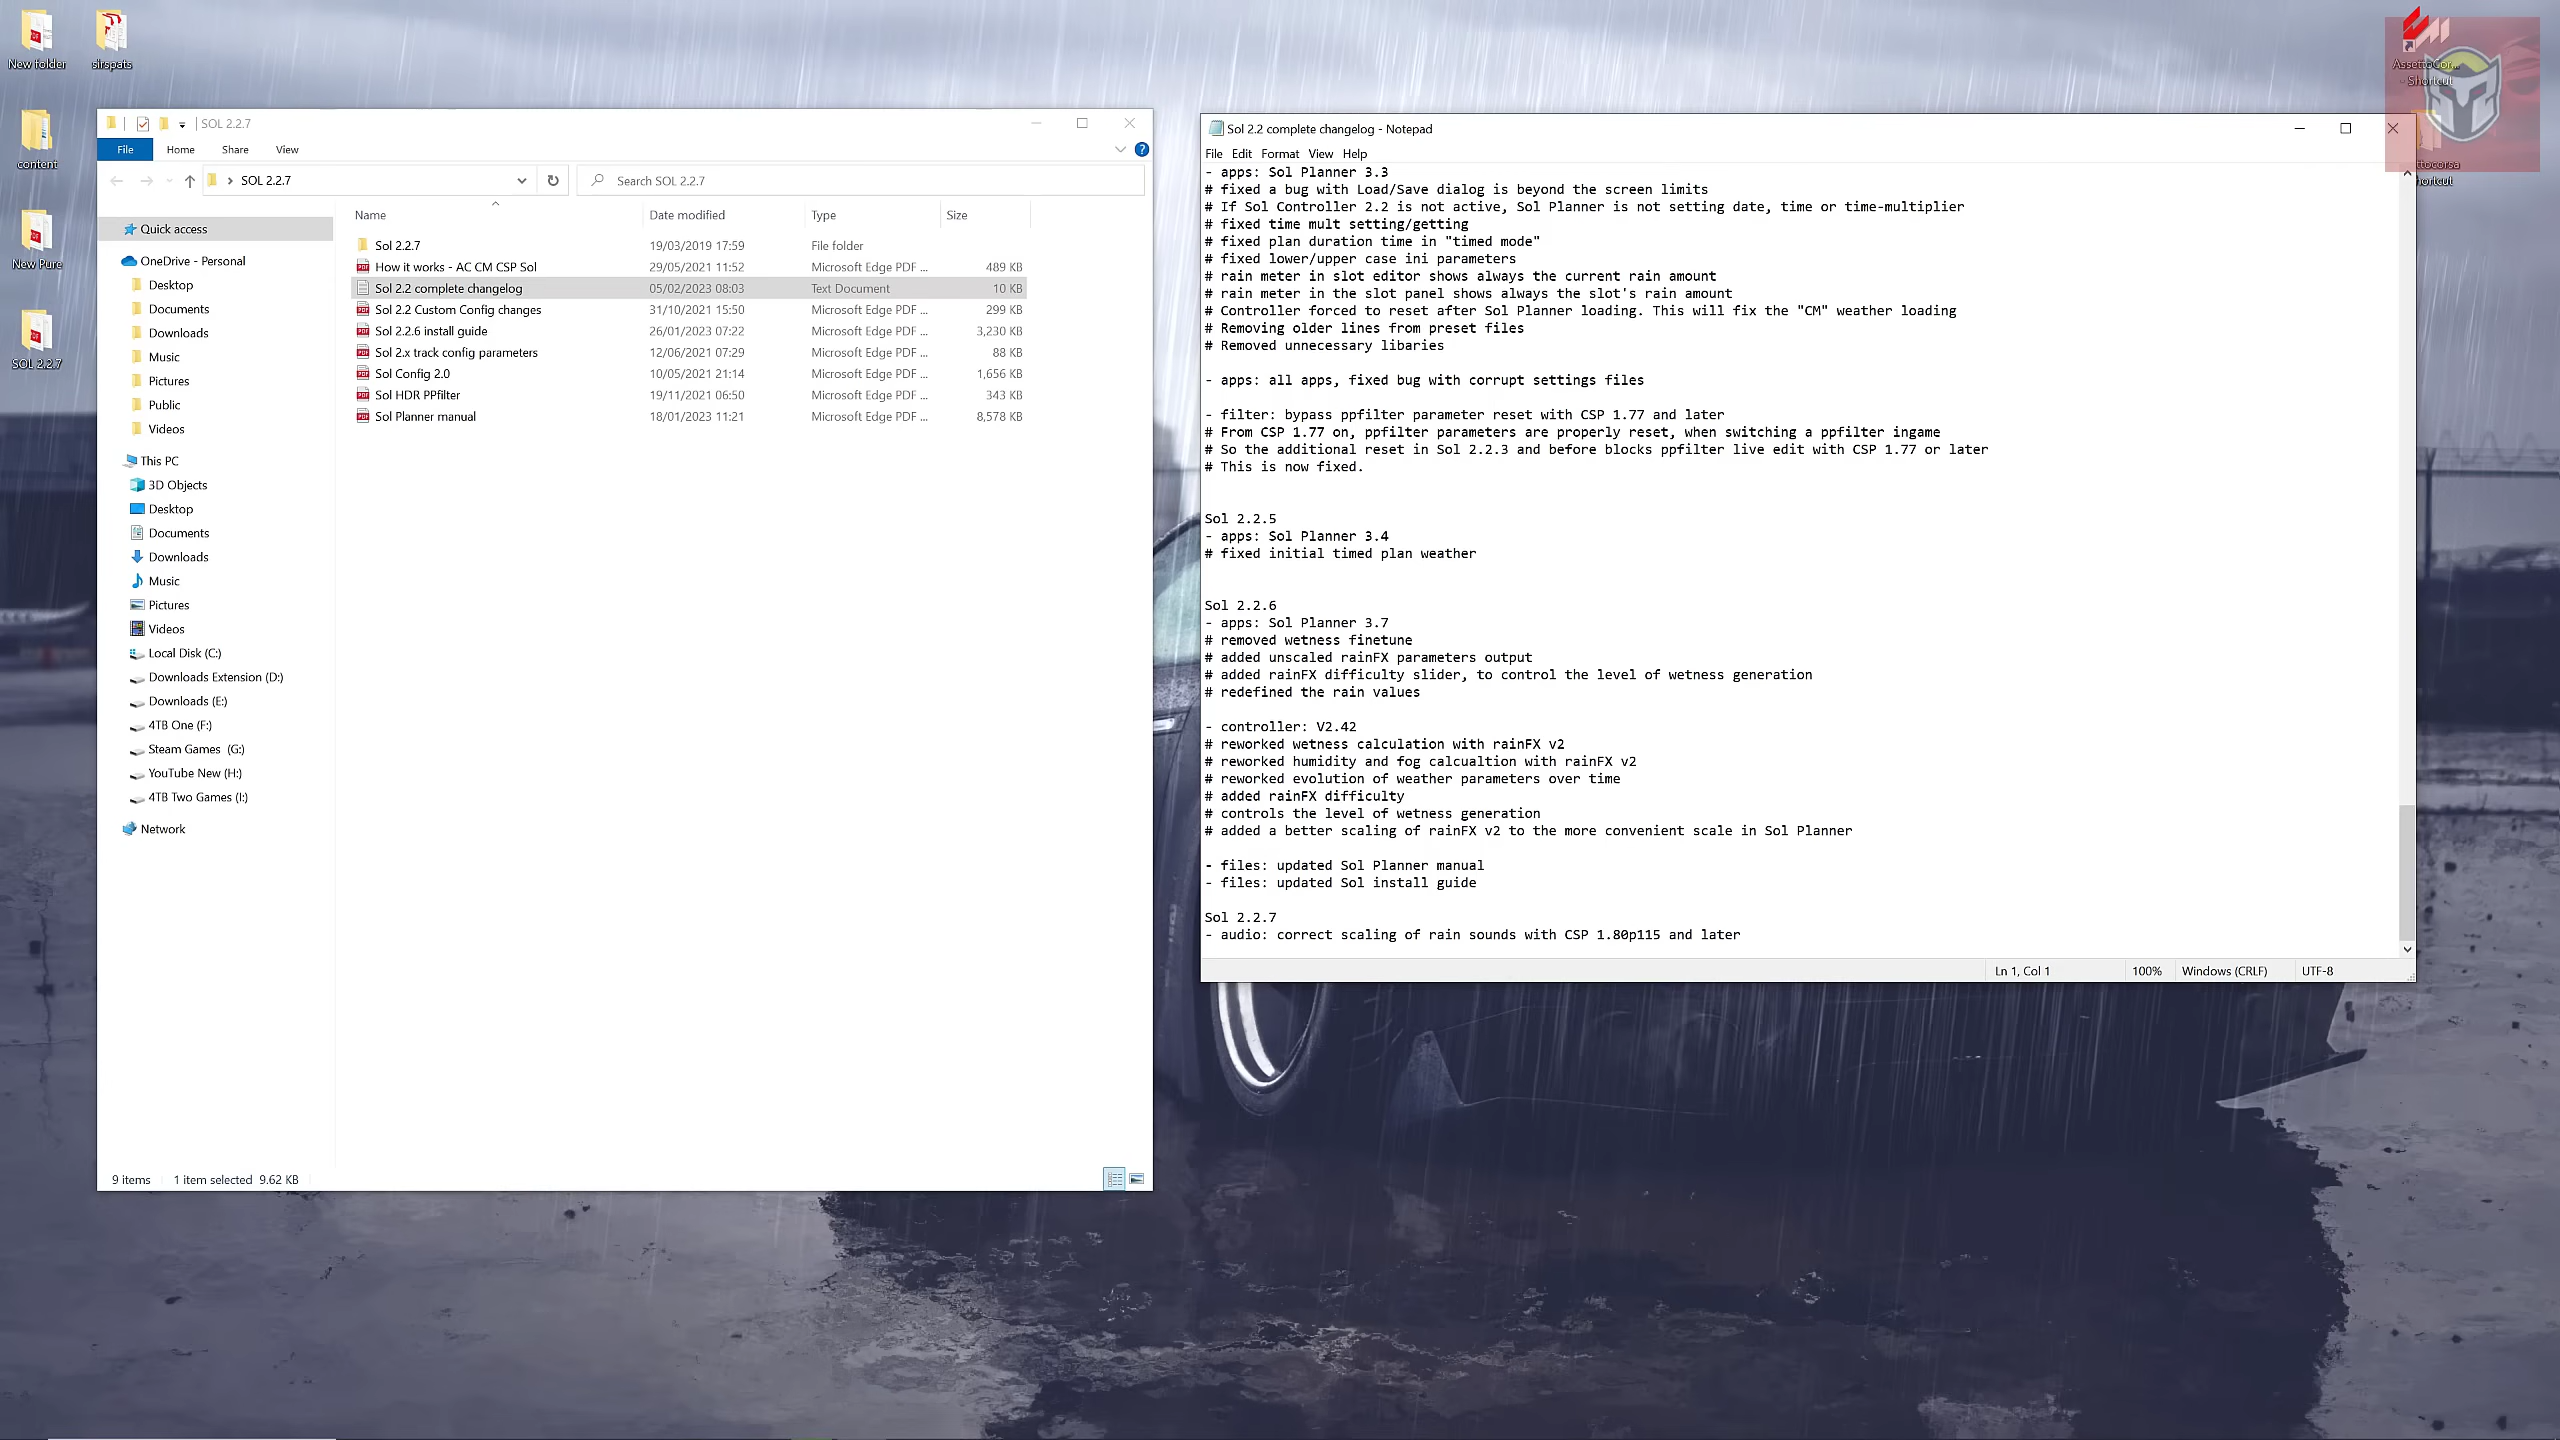 New folder
sirspats
content
New Pure
SOL 2.2.7
SOL 2.2.7
File Home Share View
SOL 2.2.7
Search SOL 2.2.7
Name Date modified Type Size
Quick access
OneDrive - Personal
Desktop
Documents
Downloads
Music
Pictures
Public
Videos
This PC
3D Objects
Desktop
Documents
Downloads
Music
Pictures
Videos
Local Disk (C:)
Downloads Extension (D:)
Downloads (E:)
4TB One (F:)
Steam Games (G:)
YouTube New (H:)
4TB Two Games (I:)
Network
Sol 2.2.7 19/03/2019 17:59 File folder
How it works - AC CM CSP Sol 29/05/2021 11:52 Microsoft Edge PDF ... 489 KB
Sol 2.2 complete changelog 05/02/2023 08:03 Text Document 10 KB
Sol 2.2 Custom Config changes 31/10/2021 15:50 Microsoft Edge PDF ... 299 KB
Sol 2.2.6 install guide 26/01/2023 07:22 Microsoft Edge PDF ... 3,230 KB
Sol 2.x track config parameters 12/06/2021 07:29 Microsoft Edge PDF ... 88 KB
Sol Config 2.0 10/05/2021 21:14 Microsoft Edge PDF ... 1,656 KB
Sol HDR PPfilter 19/11/2021 06:50 Microsoft Edge PDF ... 343 KB
Sol Planner manual 18/01/2023 11:21 Microsoft Edge PDF ... 8,578 KB
9 items 1 item selected 9.62 KB
Sol 2.2 complete changelog - Notepad
File Edit Format View Help
- apps: Sol Planner 3.3
# fixed a bug with Load/Save dialog is beyond the screen limits
# If Sol Controller 2.2 is not active, Sol Planner is not setting date, time or time-multiplier
# fixed time mult setting/getting
# fixed plan duration time in "timed mode"
# fixed lower/upper case ini parameters
# rain meter in slot editor shows always the current rain amount
# rain meter in the slot panel shows always the slot's rain amount
# Controller forced to reset after Sol Planner loading. This will fix the "CM" weather loading
# Removing older lines from preset files
# Removed unnecessary libaries
- apps: all apps, fixed bug with corrupt settings files
- filter: bypass ppfilter parameter reset with CSP 1.77 and later
# From CSP 1.77 on, ppfilter parameters are properly reset, when switching a ppfilter ingame
# So the additional reset in Sol 2.2.3 and before blocks ppfilter live edit with CSP 1.77 or later
# This is now fixed.
Sol 2.2.5
- apps: Sol Planner 3.4
# fixed initial timed plan weather
Sol 2.2.6
- apps: Sol Planner 3.7
# removed wetness finetune
# added unscaled rainFX parameters output
# added rainFX difficulty slider, to control the level of wetness generation
# redefined the rain values
- controller: V2.42
# reworked wetness calculation with rainFX v2
# reworked humidity and fog calcualtion with rainFX v2
# reworked evolution of weather parameters over time
# added rainFX difficulty
# controls the level of wetness generation
# added a better scaling of rainFX v2 to the more convenient scale in Sol Planner
- files: updated Sol Planner manual
- files: updated Sol install guide
Sol 2.2.7
- audio: correct scaling of rain sounds with CSP 1.80p115 and later
Ln 1, Col 1 100% Windows (CRLF) UTF-8
AssettoCor...
- Shortcut
ttocorsa
hortcut